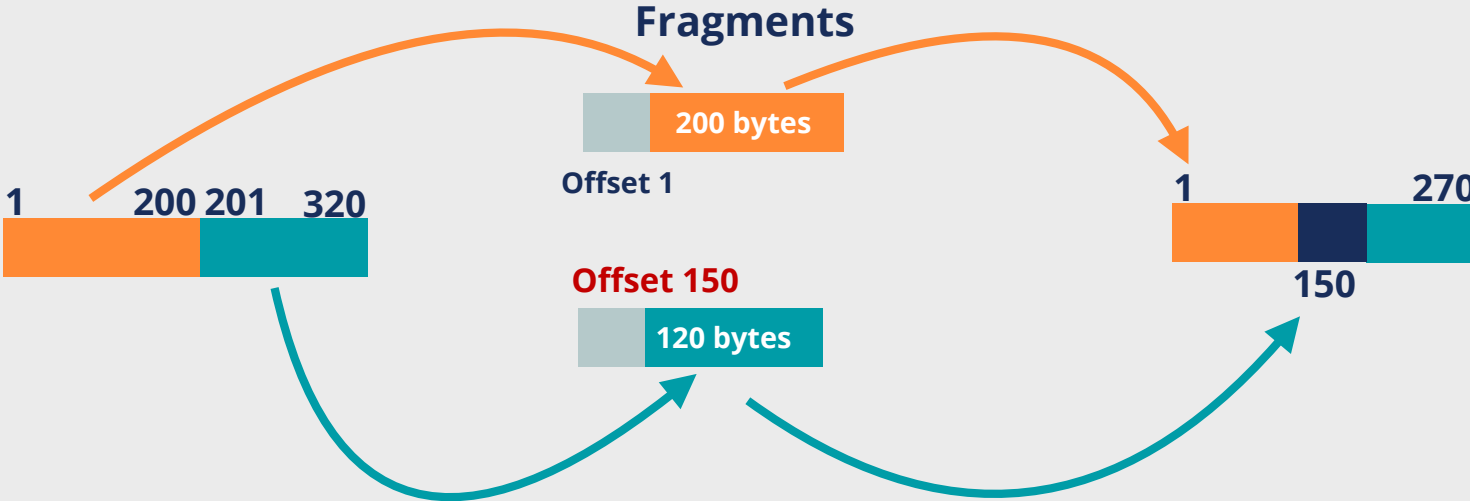 Fragments
200 bytes
Offset 1
1
200 201
320
1
270
Offset 150
150
120 bytes